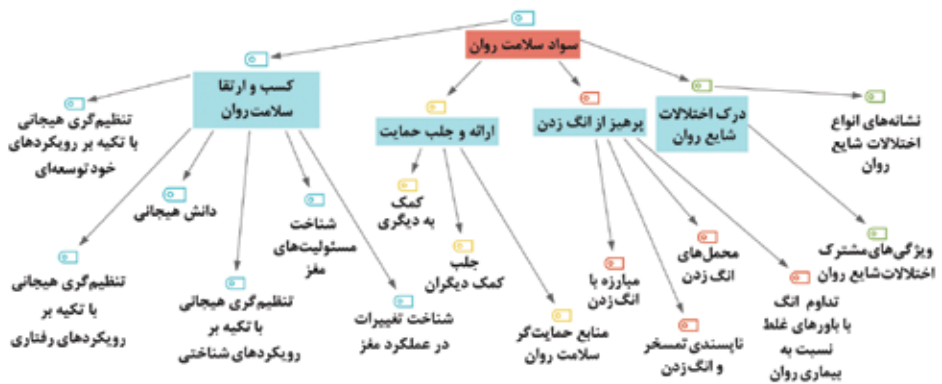 سواد سلامت روان
درک اختلالات
شایع روان
نشانه‌های انواع
اختلالات شایع
روان
ویژگی‌های مشترک
اختلالات شایع روان
پرهیز از انگ زدن
محمل‌های
انگ زدن
تداوم انگ
با باورهای غلط
نسبت به
بیماری روان
ناپسندی تمسخر
و انگ زدن
مبارزه با
انگ زدن
ارائه و جلب حمایت
کمک
به دیگری
جلب
کمک دیگران
منابع حمایت‌گر
سلامت روان
کسب و ارتقا
سلامت روان
شناخت
مسئولیت‌های
مغز
شناخت تغییرات
در عملکرد مغز
دانش هیجانی
تنظیم‌گری هیجانی
با تکیه بر
رویکردهای شناختی
تنظیم‌گری هیجانی
با تکیه بر رویکردهای
خود توسعه‌ای
تنظیم‌گری هیجانی
با تکیه بر
رویکردهای رفتاری